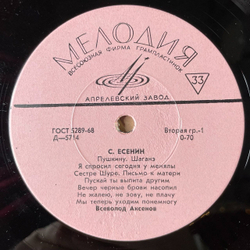 МЕЛОДИЯ
ВСЕСОЮЗНАЯ ФИРМА ГРАМПЛАСТИНОК
33
АПРЕЛЕВСКИЙ ЗАВОД
ГОСТ 5289-68 Вторая гр.-1
Д—5714 0-70
С. ЕСЕНИН
Пушкину. Шаганэ
Я спросил сегодня у менялы
Сестре Шуре. Письмо к матери
Пускай ты выпита другим.
Вечер черные брови насопил
Не жалею, не зову, не плачу
Мы теперь уходим понемногу
Всеволод Аксенов